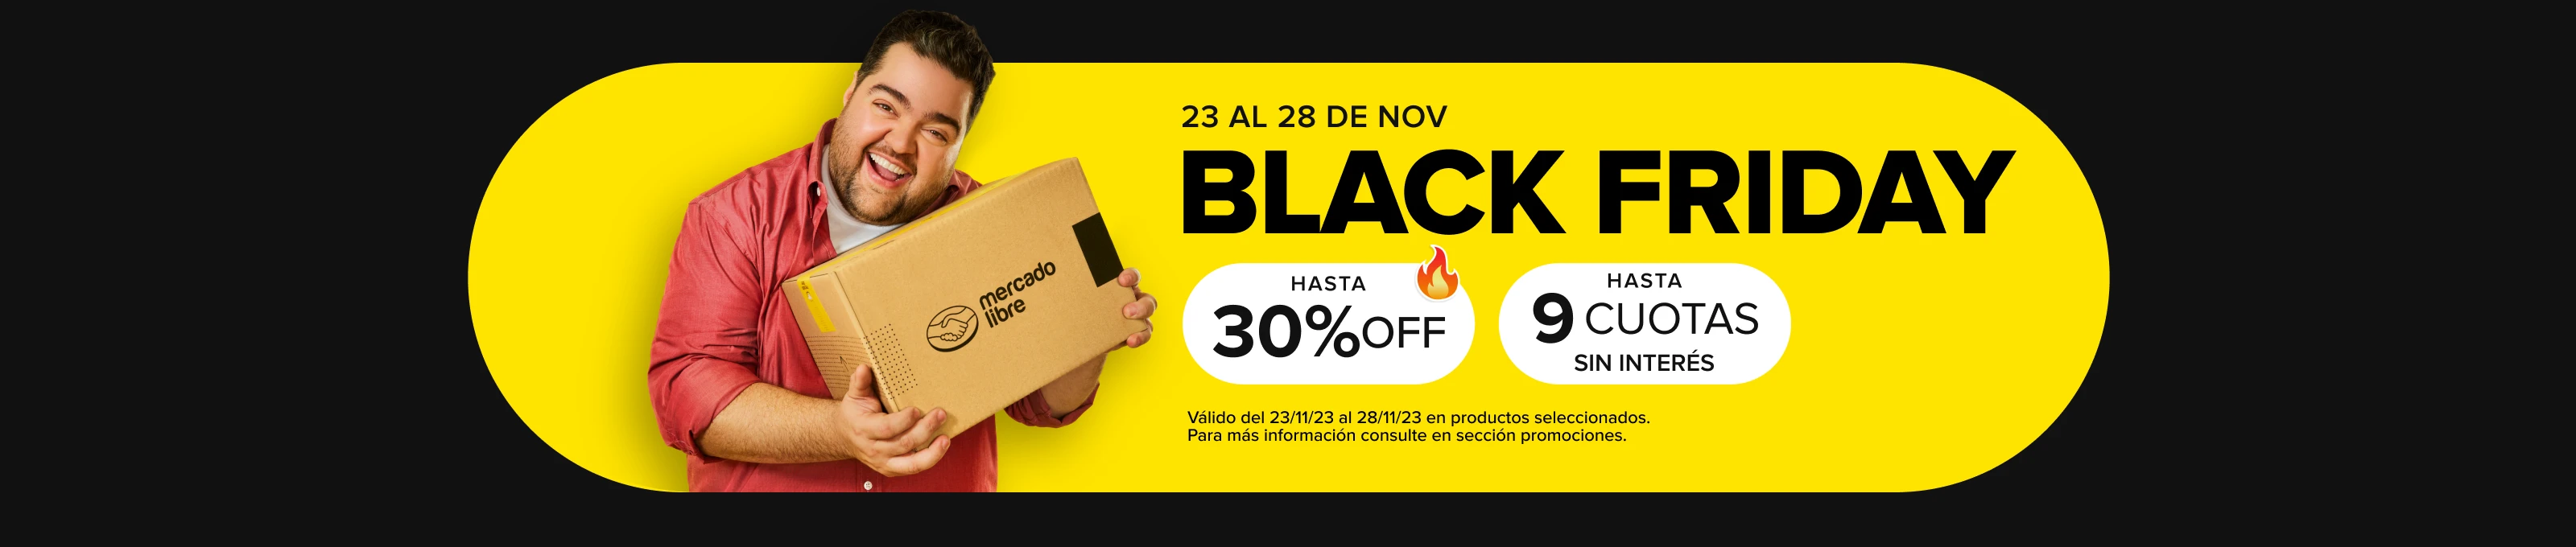 23 AL 28 DE NOV
BLACK FRIDAY
HASTA
30%OFF
HASTA
9 CUOTAS
SIN INTERÉS
Válido del 23/11/23 al 28/11/23 en productos seleccionados.
Para más información consulte en sección promociones.
mercado
libre